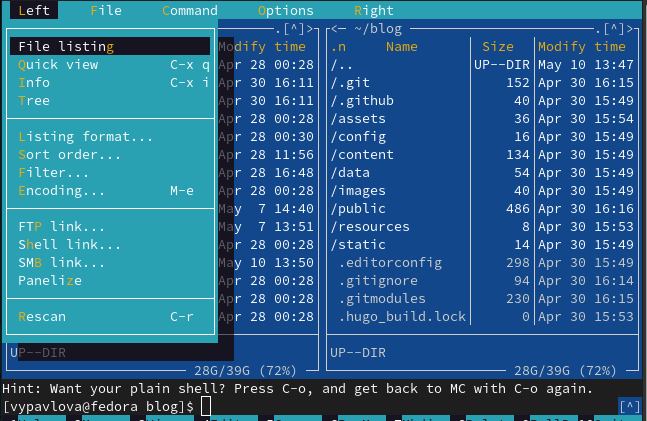 Left File Command Options Right
.[^]> <─ ~/blog .[^]>
File listing Modify time .n Name Size Modify time
Quick view C-x q Apr 28 00:28 /.. UP--DIR May 10 13:47
Info C-x i Apr 30 16:11 /.git 152 Apr 30 16:15
Tree Apr 30 16:11 /.github 40 Apr 30 15:49
Apr 28 00:28 /assets 36 Apr 30 15:54
Listing format... Apr 28 00:30 /config 16 Apr 30 15:49
Sort order... Apr 28 11:56 /content 134 Apr 30 15:49
Filter... Apr 28 16:48 /data 54 Apr 30 15:49
Encoding... M-e Apr 28 00:28 /images 40 Apr 30 15:49
May 7 14:40 /public 486 Apr 30 16:16
FTP link... May 7 13:51 /resources 8 Apr 30 15:53
Shell link... Apr 28 00:28 /static 14 Apr 30 15:49
SMB link... May 10 13:50 .editorconfig 298 Apr 30 15:49
Panelize Apr 28 00:28 .gitignore 94 Apr 30 16:14
Apr 28 00:28 .gitmodules 230 Apr 30 16:15
Rescan C-r Apr 28 00:28 .hugo_build.lock 0 Apr 30 15:53
UP--DIR UP--DIR
28G/39G (72%) 28G/39G (72%)
Hint: Want your plain shell? Press C-o, and get back to MC with C-o again.
[vypavlova@fedora blog]$ [^]